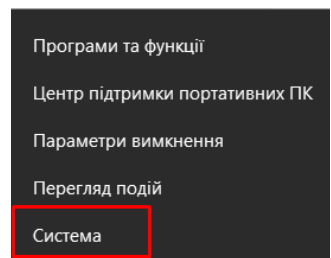 Програми та функції
Центр підтримки портативних ПК
Параметри вимкнення
Перегляд подій
Система